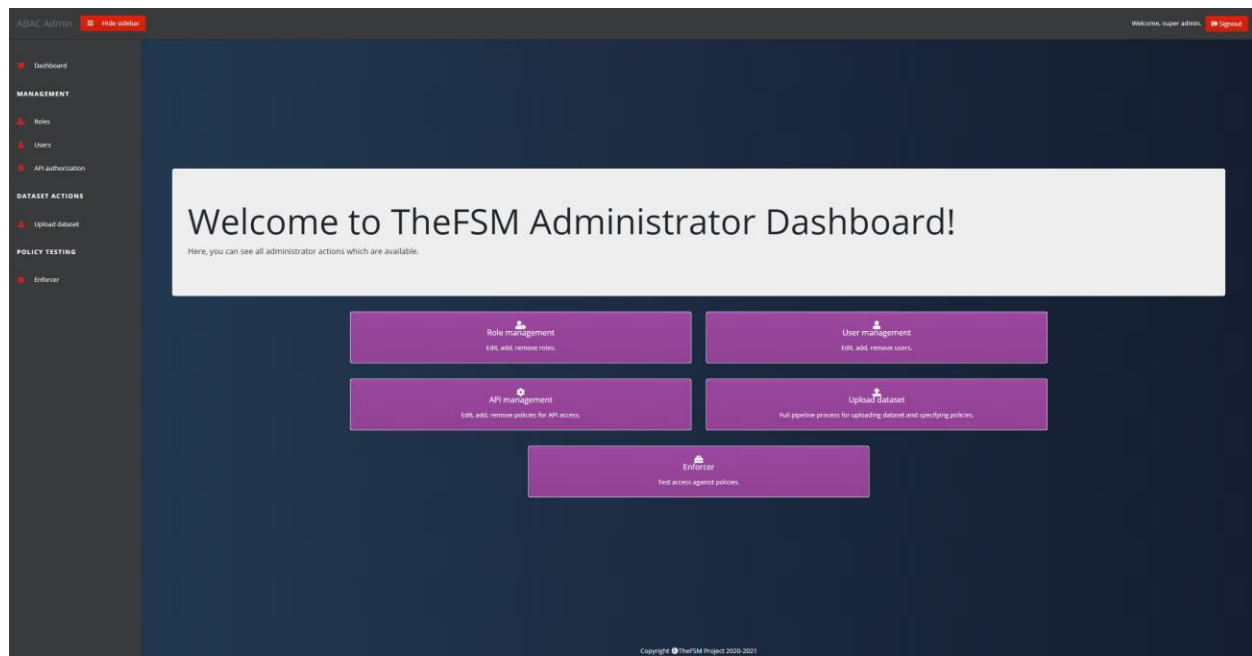 ABAC Admin Hide sidebar Welcome, super admin. Signout
Dashboard
MANAGEMENT
Roles
Users
API authorization
DATASET ACTIONS
Upload dataset
POLICY TESTING
Enforcer
Welcome to TheFSM Administrator Dashboard!
Here, you can see all administrator actions which are available.
Role management
Edit, add, remove roles.
User management
Edit, add, remove users.
API management
Edit, add, remove policies for API access.
Upload dataset
Full pipeline process for uploading dataset and specifying policies.
Enforcer
Test access against policies.
Copyright © TheFSM Project 2020-2021